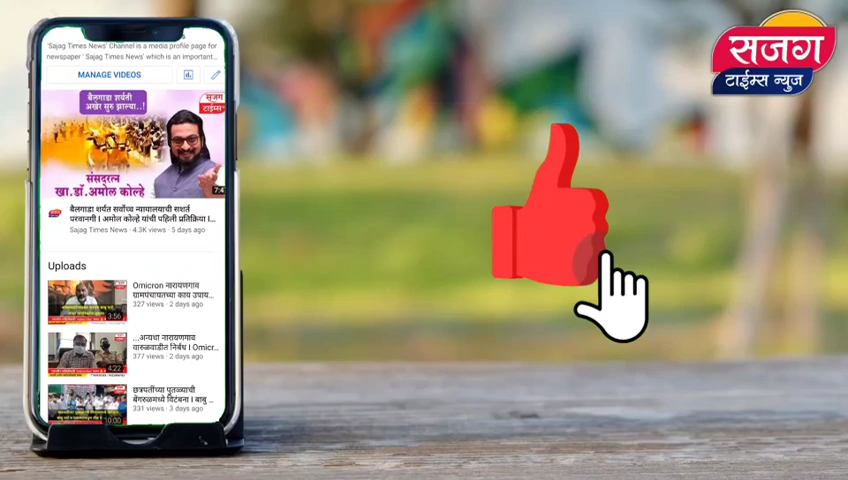 'Sajag Times News' Channel is a media profile page for
newspaper ' Sajag Times News' which is an important...
MANAGE VIDEOS
बैलगाडा शर्यती
अखेर सुरु झाल्या..!
सजग
टाईम्स
संसदरत्न
खा.डॉ.अमोल कोल्हे
7:4
बैलगाडा शर्यत सर्वोच्च न्यायालयाची सशर्त
परवानगी I अमोल कोल्हे यांची पहिली प्रतिक्रिया I...
Sajag Times News · 4.3K views · 5 days ago
Uploads
Omicron नारायणगाव
ग्रामपंचायतच्या काय उपाय...
327 views · 2 days ago
3:56
...अन्यथा नारायणगाव
वारुळवाडीत निर्बंध I Omicr...
377 views · 2 days ago
4:22
छत्रपतींच्या पुतळ्याची
बेंगरुळमध्ये विटंबना I बाबु ...
331 views · 3 days ago
10:00
सजग
टाईम्स न्युज